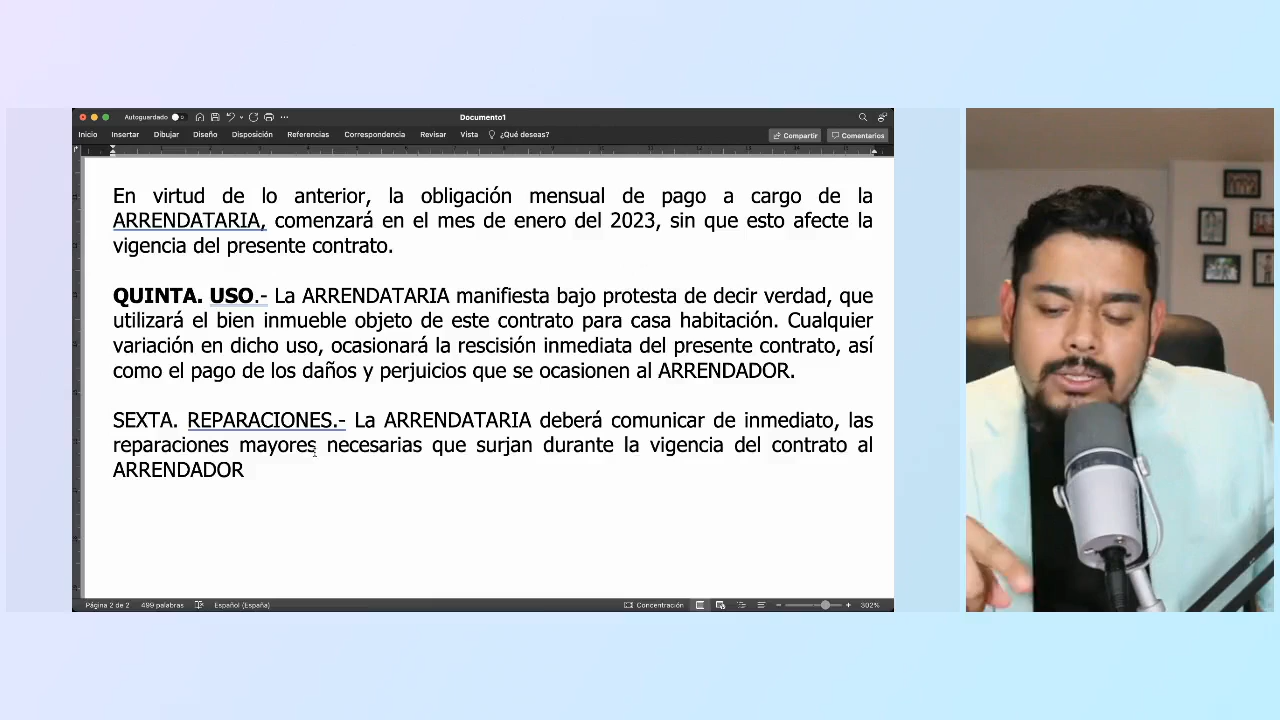 Autoguardado
Documento1
Inicio Insertar Dibujar Diseño Disposición Referencias Correspondencia Revisar Vista ¿Qué deseas? Compartir Comentarios
En virtud de lo anterior, la obligación mensual de pago a cargo de la
ARRENDATARIA, comenzará en el mes de enero del 2023, sin que esto afecte la
vigencia del presente contrato.
QUINTA. USO.- La ARRENDATARIA manifiesta bajo protesta de decir verdad, que
utilizará el bien inmueble objeto de este contrato para casa habitación. Cualquier
variación en dicho uso, ocasionará la rescisión inmediata del presente contrato, así
como el pago de los daños y perjuicios que se ocasionen al ARRENDADOR.
SEXTA. REPARACIONES.- La ARRENDATARIA deberá comunicar de inmediato, las
reparaciones mayores necesarias que surjan durante la vigencia del contrato al
ARRENDADOR
Página 2 de 2 499 palabras Español (España) Concentración 302%